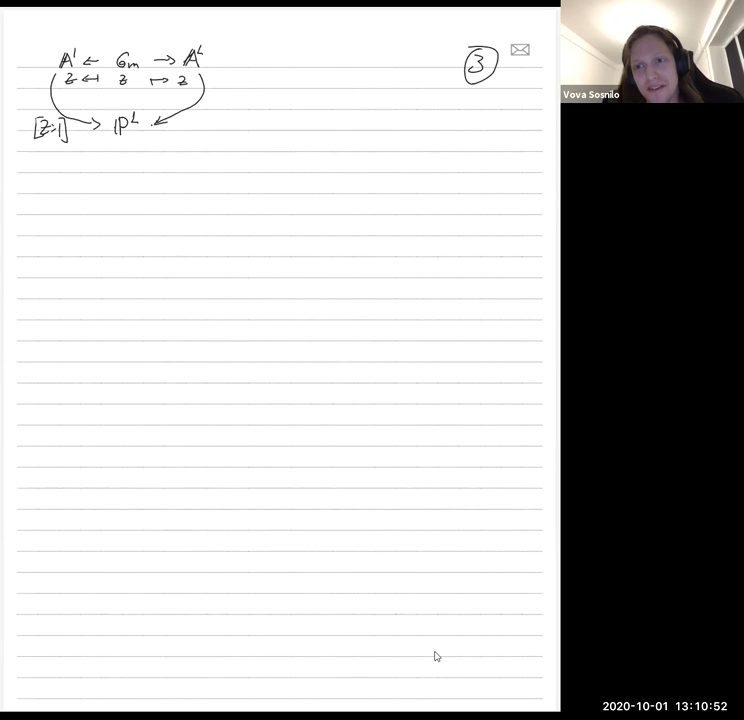 A¹ ← Gm → A¹
z ↤ z ↦ z
[z:1] → P¹ ←
③
Vova Sosnilo
2020-10-01 13:10:52